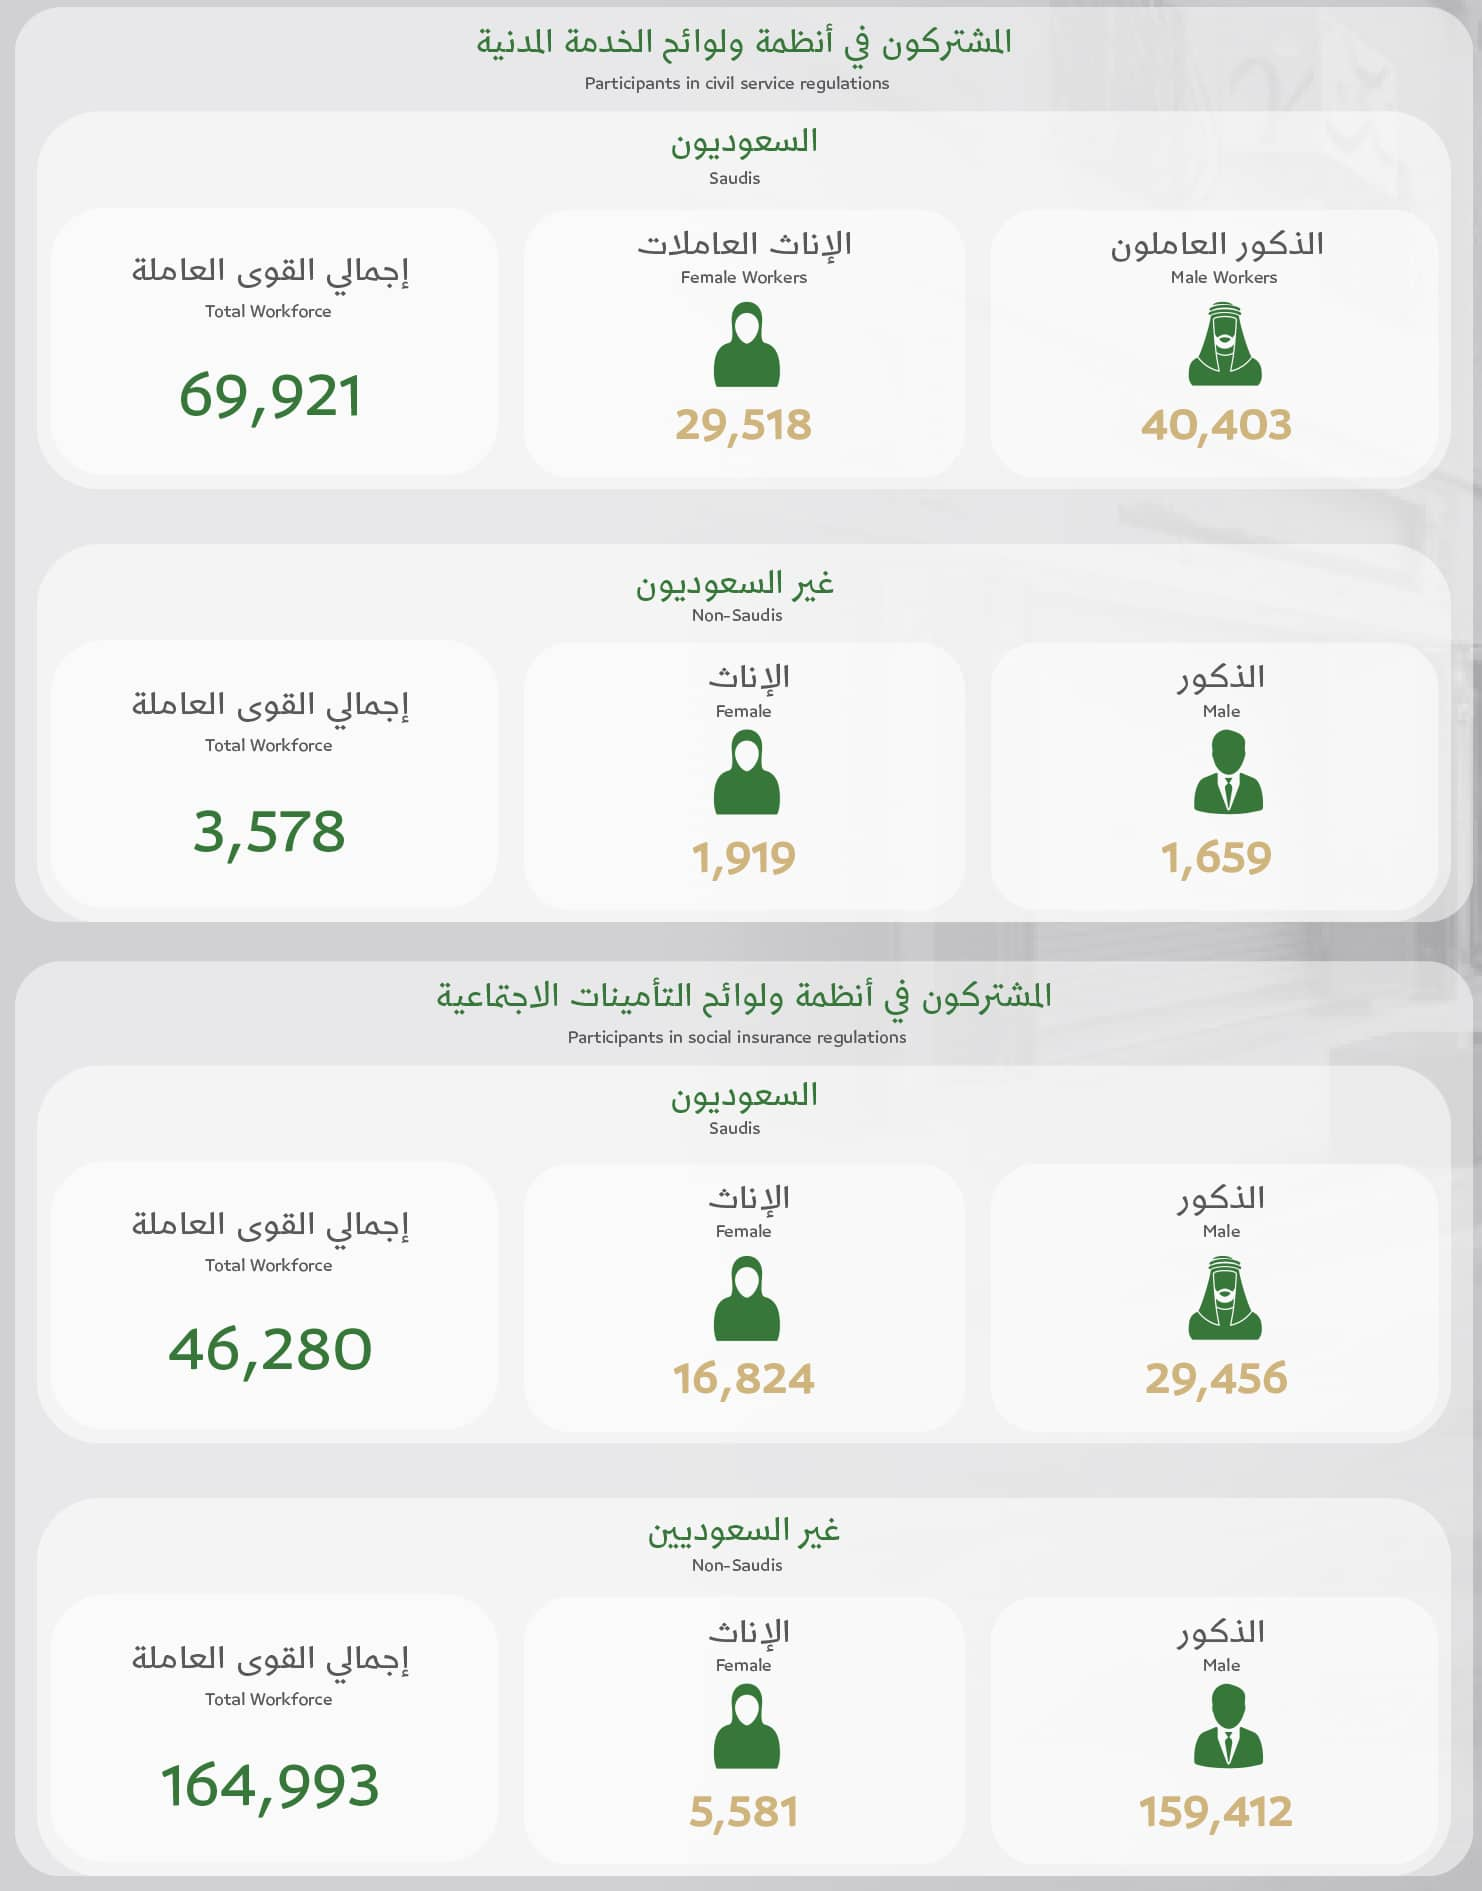 المشتركون في أنظمة ولوائح الخدمة المدنية
Participants in civil service regulations
السعوديون
Saudis
الذكور العاملون
Male Workers
40,403
الإناث العاملات
Female Workers
29,518
إجمالي القوى العاملة
Total Workforce
69,921
غير السعوديون
Non-Saudis
الذكور
Male
1,659
الإناث
Female
1,919
إجمالي القوى العاملة
Total Workforce
3,578
المشتركون في أنظمة ولوائح التأمينات الاجتماعية
Participants in social insurance regulations
السعوديون
Saudis
الذكور
Male
29,456
الإناث
Female
16,824
إجمالي القوى العاملة
Total Workforce
46,280
غير السعوديين
Non-Saudis
الذكور
Male
159,412
الإناث
Female
5,581
إجمالي القوى العاملة
Total Workforce
164,993